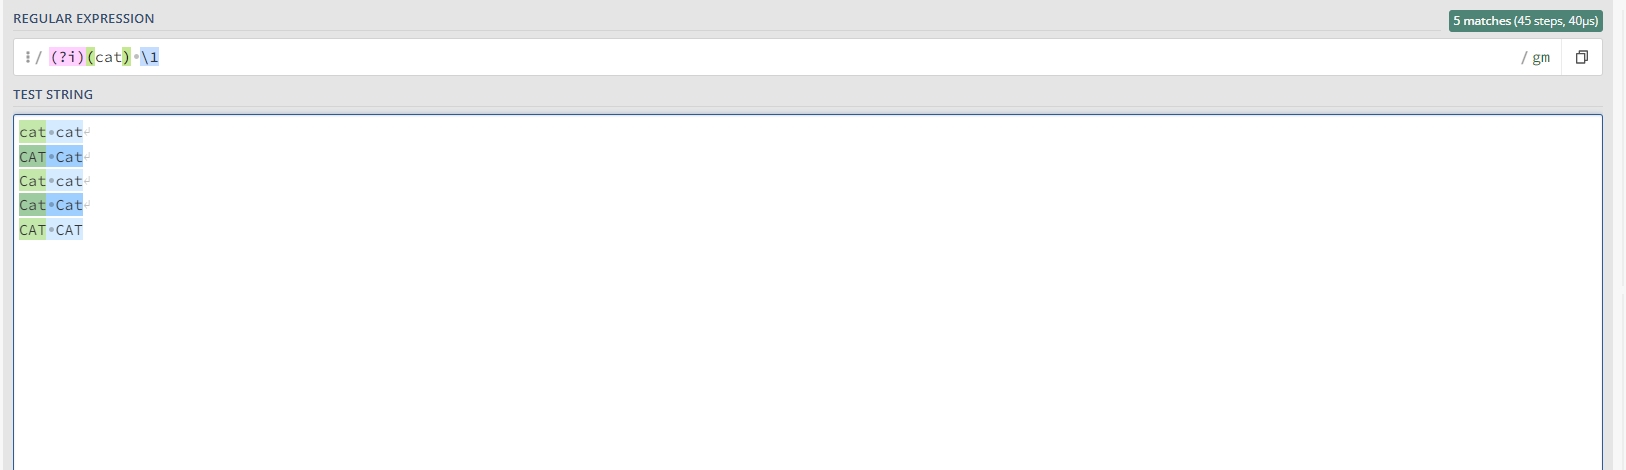 REGULAR EXPRESSION
5 matches (45 steps, 40µs)
/ (?i)(cat)·\1 / gm
TEST STRING
cat·cat↵
CAT·Cat↵
Cat·cat↵
Cat·Cat↵
CAT·CAT